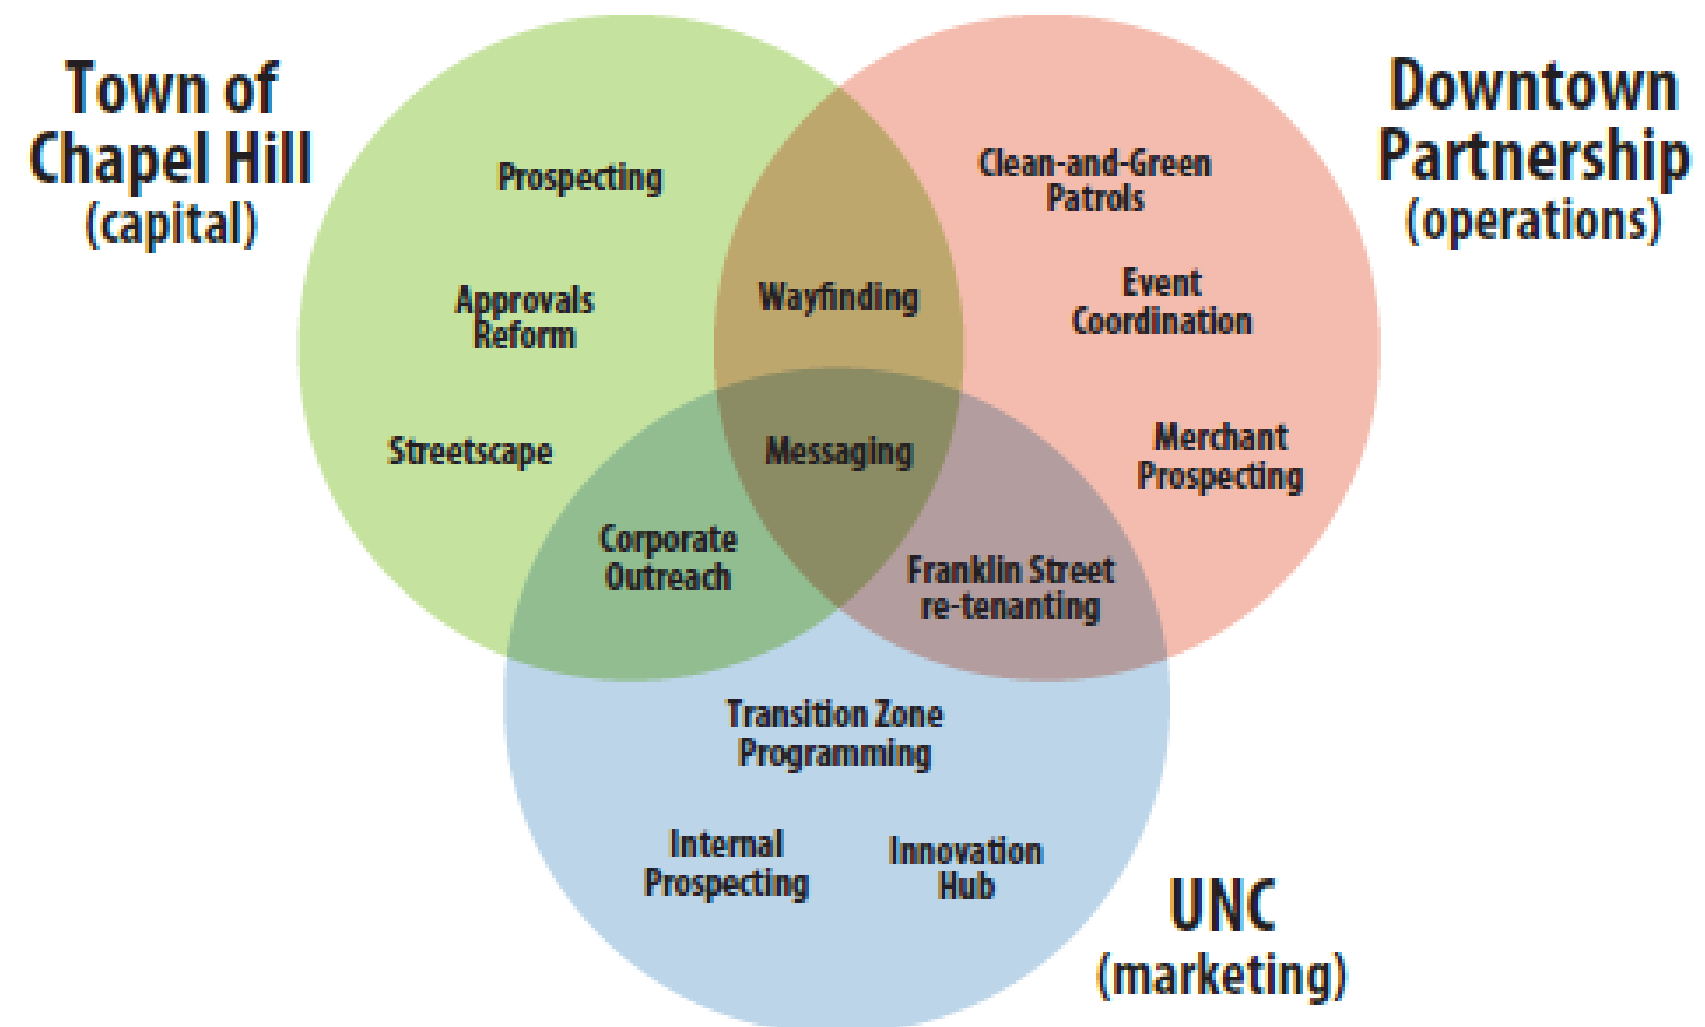 Town of
Chapel Hill
(capital)
Downtown
Partnership
(operations)
Prospecting
Clean-and-Green
Patrols
Approvals
Reform
Wayfinding
Event
Coordination
Streetscape
Messaging
Merchant
Prospecting
Corporate
Outreach
Franklin Street
re-tenanting
Transition Zone
Programming
Internal
Prospecting
Innovation
Hub
UNC
(marketing)